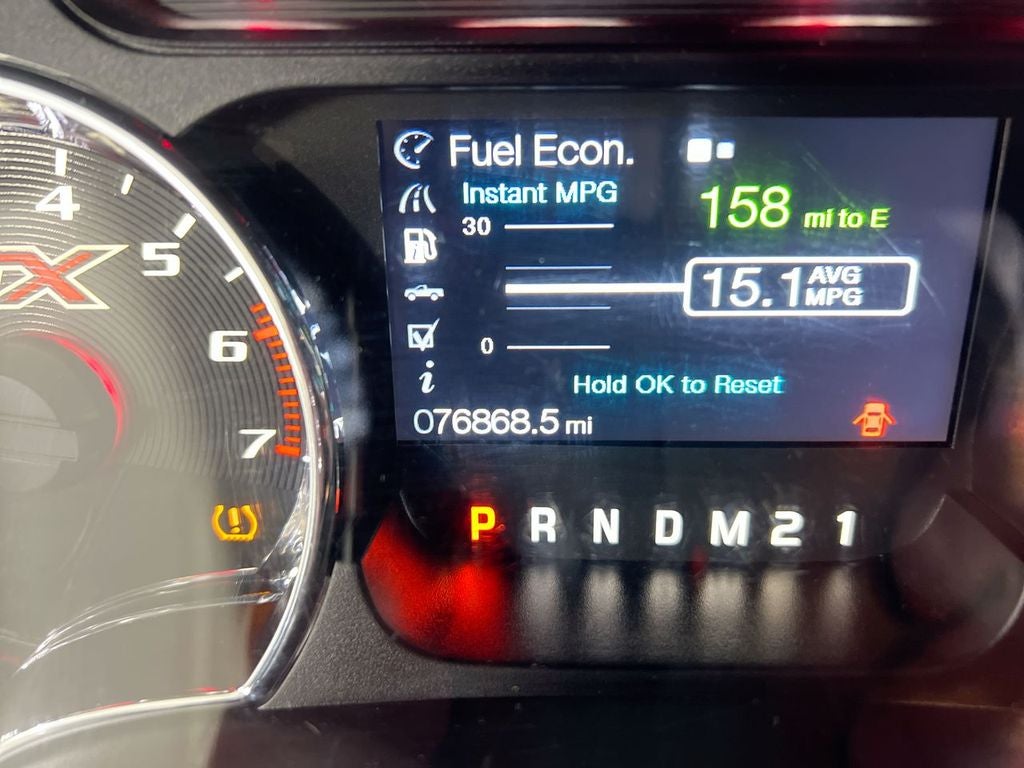 Fuel Econ.
Instant MPG
30
158 mi to E
15.1 AVG MPG
0
Hold OK to Reset
076868.5 mi
4
5
6
7
P R N D M 2 1